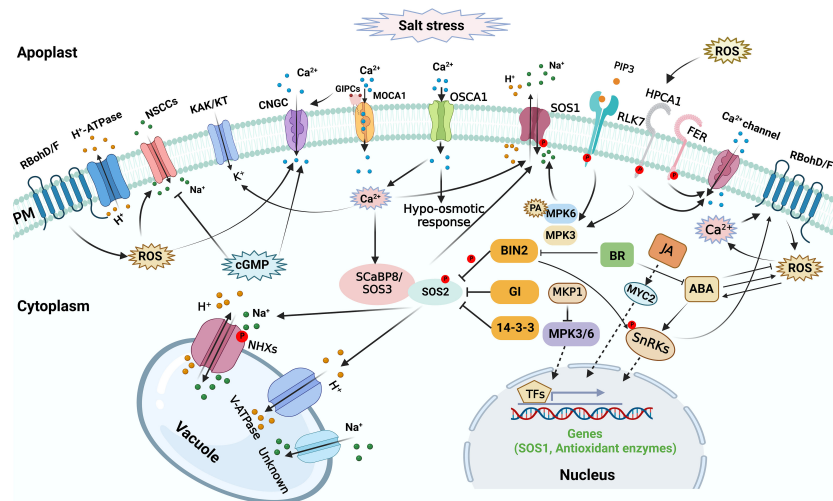 Salt stress
Apoplast
ROS
PIP3
HPCA1
Ca²⁺
Ca²⁺
Ca²⁺
H⁺
Na⁺
GIPCs
MOCA1
OSCA1
SOS1
CNGC
KAK/KT
NSCCs
H⁺-ATPase
RBohD/F
RLK7
FER
Ca²⁺ channel
RBohD/F
PM
H⁺
Na⁺
K⁺
P
P
P
P
ROS
cGMP
Ca²⁺
Hypo-osmotic
response
PA
MPK6
MPK3
Ca²⁺
ROS
SCaBP8/
SOS3
SOS2
P
P
BIN2
GI
14-3-3
BR
JA
MKP1
MPK3/6
MYC2
ABA
P
SnRKs
Cytoplasm
H⁺
Na⁺
P
NHXs
H⁺
V-ATPase
Na⁺
Unknown
Vacuole
TFs
Genes
(SOS1, Antioxidant enzymes)
Nucleus